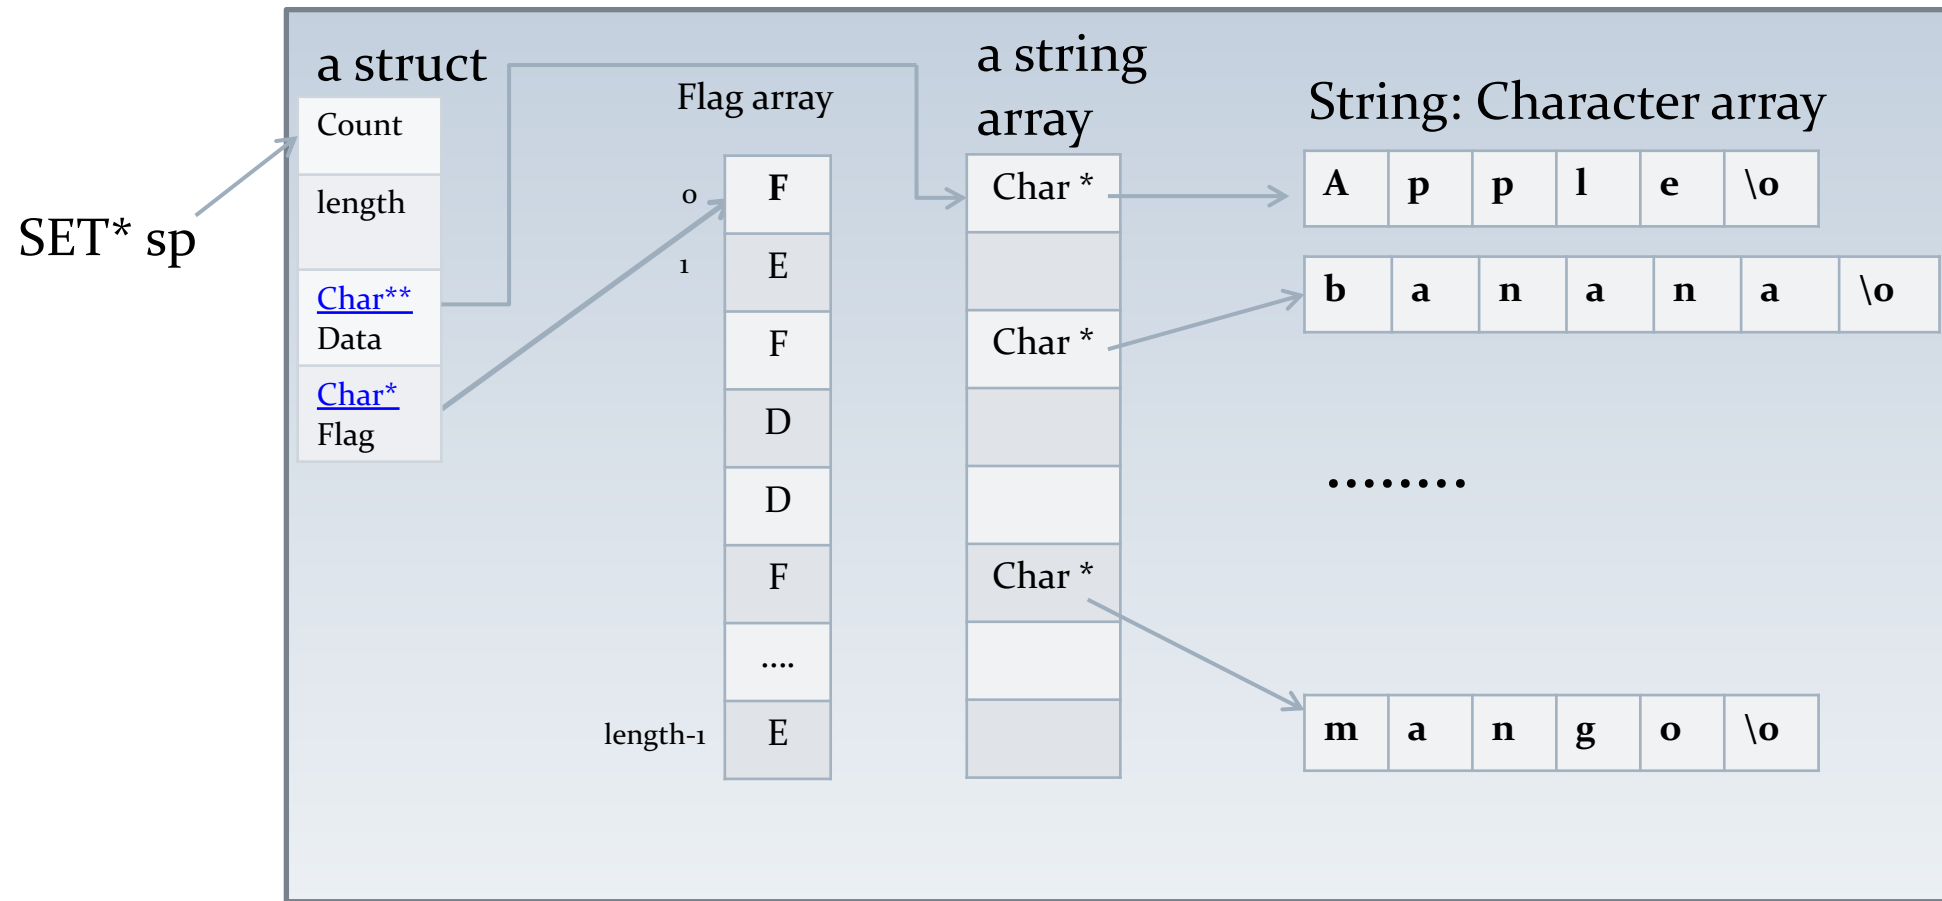 SET* sp
a struct
Count
length
Char**
Data
Char*
Flag
Flag array
0
1
length-1
F
E
F
D
D
F
....
E
a string
array
Char *
Char *
Char *
String: Character array
A p p l e \0
b a n a n a \0
........
m a n g o \0